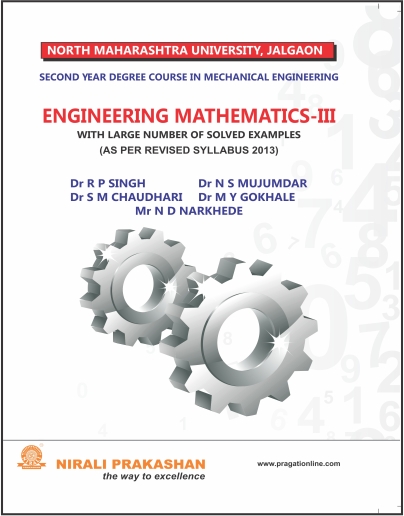 NORTH MAHARASHTRA UNIVERSITY, JALGAON
SECOND YEAR DEGREE COURSE IN MECHANICAL ENGINEERING
ENGINEERING MATHEMATICS-III
WITH LARGE NUMBER OF SOLVED EXAMPLES
(AS PER REVISED SYLLABUS 2013)
Dr R P SINGH Dr N S MUJUMDAR
Dr S M CHAUDHARI Dr M Y GOKHALE
Mr N D NARKHEDE
NIRALI PRAKASHAN
the way to excellence
www.pragationline.com